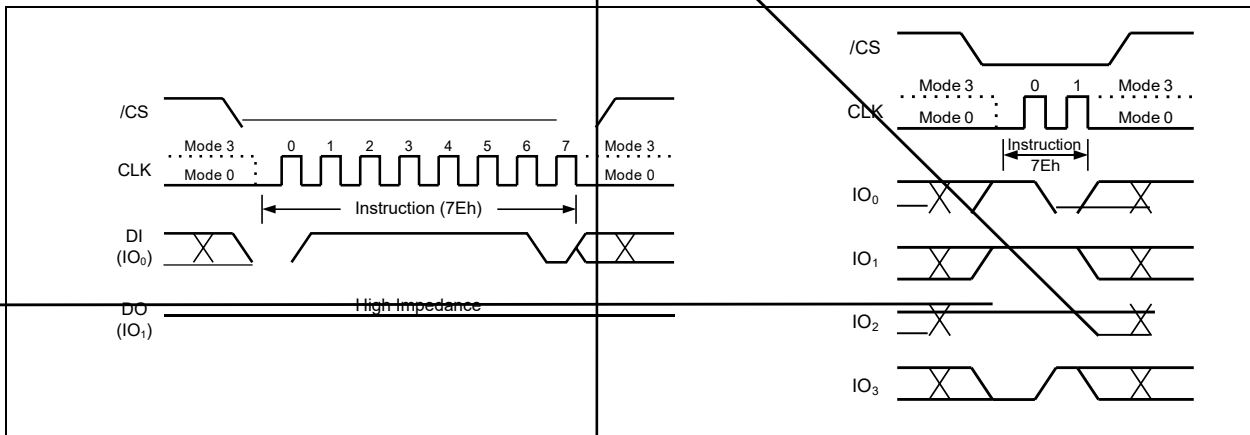 /CS
Mode 3 0 1 2 3 4 5 6 7 Mode 3
CLK
Mode 0 Mode 0
Instruction (7Eh)
DI
(IO₀)
High Impedance
DO
(IO₁)
/CS
Mode 3 0 1 Mode 3
CLK
Mode 0 Mode 0
Instruction
7Eh
IO₀
IO₁
IO₂
IO₃